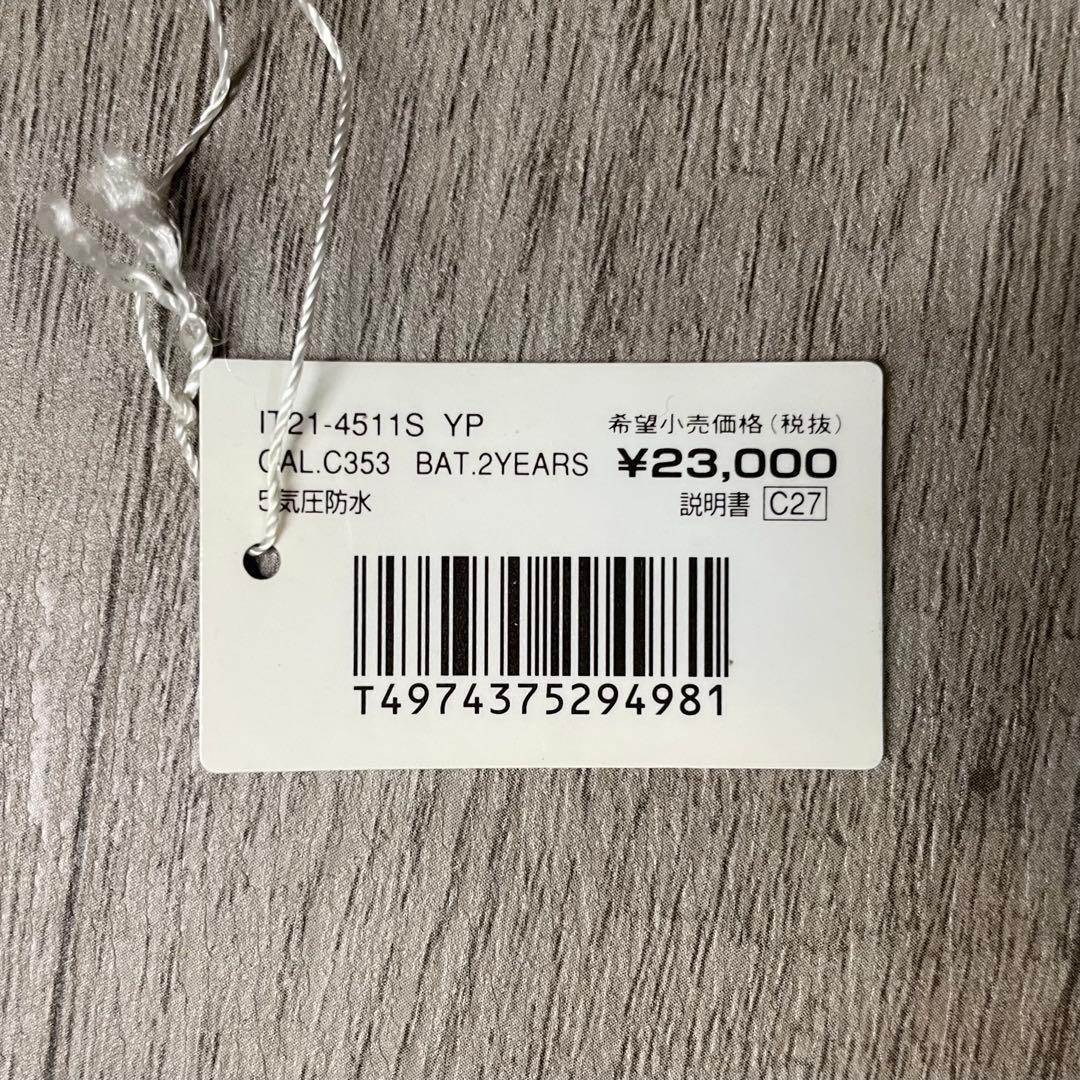 IT21-4511S YP 希望小売価格(税抜)
CAL.C353 BAT.2YEARS ¥23,000
5気圧防水 説明書 C27
T4974375294981